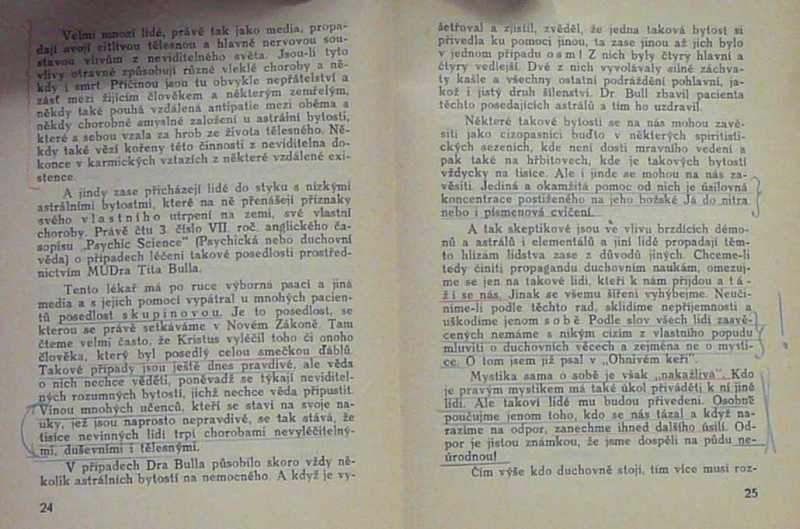 Velmi mnozí lidé, právě tak jako media, propa-
dají svojí citlivou tělesnou a hlavně nervovou sou-
stavou vlivům z neviditelného světa. Jsou-li tyto
vlivy otravné způsobují různé vleklé choroby a ně-
kdy i smrt. Příčinou jsou tu obvykle nepřátelství a
zášť mezi žijícím člověkem a některým zemřelým,
někdy také pouhá vzdálená antipatie mezi oběma a
někdy chorobné smyslné založení u astrální bytosti,
které a sebou vzala za hrob ze života tělesného. Ně-
kdy také vězí kořeny této činnosti z neviditelna do-
konce v karmických vztazích z některé vzdálené exi-
stence.
A jindy zase přicházejí lidé do styku s nízkými
astrálními bytostmi, které na ně přenášejí příznaky
svého vlastního utrpení na zemi, své vlastní
choroby. Právě čtu 3. číslo VII. roč. anglického ča-
sopisu „Psychic Science" (Psychická nebo duchovní
věda) o případech léčení takové posedlosti prostřed-
nictvím MUDra Tita Bulla.
Tento lékař má po ruce výborná psací a jiná
media a s jejich pomocí vypátral u mnohých pacien-
tů posedlost skupinovou. Je to posedlost, se
kterou se právě setkáváme v Novém Zákoně. Tam
čteme velmi často, že Kristus vyléčil toho či onoho
člověka, který byl posedlý celou smečkou ďáblů.
Takové případy jsou ještě dnes pravdivé, ale věda
o nich nechce věděti, poněvadž se týkají neviditel-
ných rozumných bytostí, jichž nechce věda připustit.
Vinou mnohých učenců, kteří se staví na svoje na-
uky, jež jsou naprosto nepravdivé, se tak stává, že
tisíce nevinných lidí trpí chorobami nevyléčitelný-
mi, duševními i tělesnými.
V případech Dra Bulla působilo skoro vždy ně-
kolik astrálních bytostí na nemocného. A když je vy-
24
šetřoval a zjistil, zvěděl, že jedna taková bytost si
přivedla ku pomoci jinou, ta zase jinou až jich bylo
v jednom případu osm! Z nich byly čtyry hlavní a
čtyry vedlejší. Dvě z nich vyvolávaly silné záchva-
ty kašle a všechny ostatní podráždění pohlavní, ja-
kož i jistý druh šílenství. Dr. Bull zbavil pacienta
těchto posedajících astrálů a tím ho uzdravil.
Některé takové bytosti se na nás mohou zavě-
siti jako cizopasníci buďto v některých spiritisti-
ckých sezeních, kde není dosti mravního vedení a
pak také na hřbitovech, kde je takových bytostí
vždycky na tisíce. Ale i jinde se mohou na nás za-
věsiti. Jediná a okamžitá pomoc od nich je úsilovná
koncentrace postiženého na jeho božské Já do nitra
nebo i písmenová cvičení.
A tak skeptikové jsou ve vlivu brzdících démo-
nů a astrálů i elementálů a jiní lidé propadají těm-
to hlízám lidstva zase z důvodů jiných. Chceme-li
tedy činiti propagandu duchovním naukám, omezuj-
me se jen na takové lidi, kteří k nám přijdou a tá-
ží se nás. Jinak se všemu šíření vyhýbejme. Neučí-
níme-li podle těchto rad, sklidíme nepříjemnosti a
uškodíme jenom sobě. Podle slov všech lidí zasvě-
cených nemáme s nikým cizím z vlastního popudu
mluviti o duchovních věcech a zejména ne o mysti-
ce. O tom jsem již psal v „Ohnivém keři".
Mystika sama o sobě je však „nakažlivá". Kdo
je pravým mystikem má také úkol přiváděti k ní jiné
lidi. Ale takoví lidé mu budou přivedeni. Osobně
poučujme jenom toho, kdo se nás tázal a když na-
razíme na odpor, zanechme ihned dalšího úsilí. Od-
por je jistou známkou, že jsme dospěli na půdu ne-
úrodnou!
Čím výše kdo duchovně stojí, tím více musí roz-
25